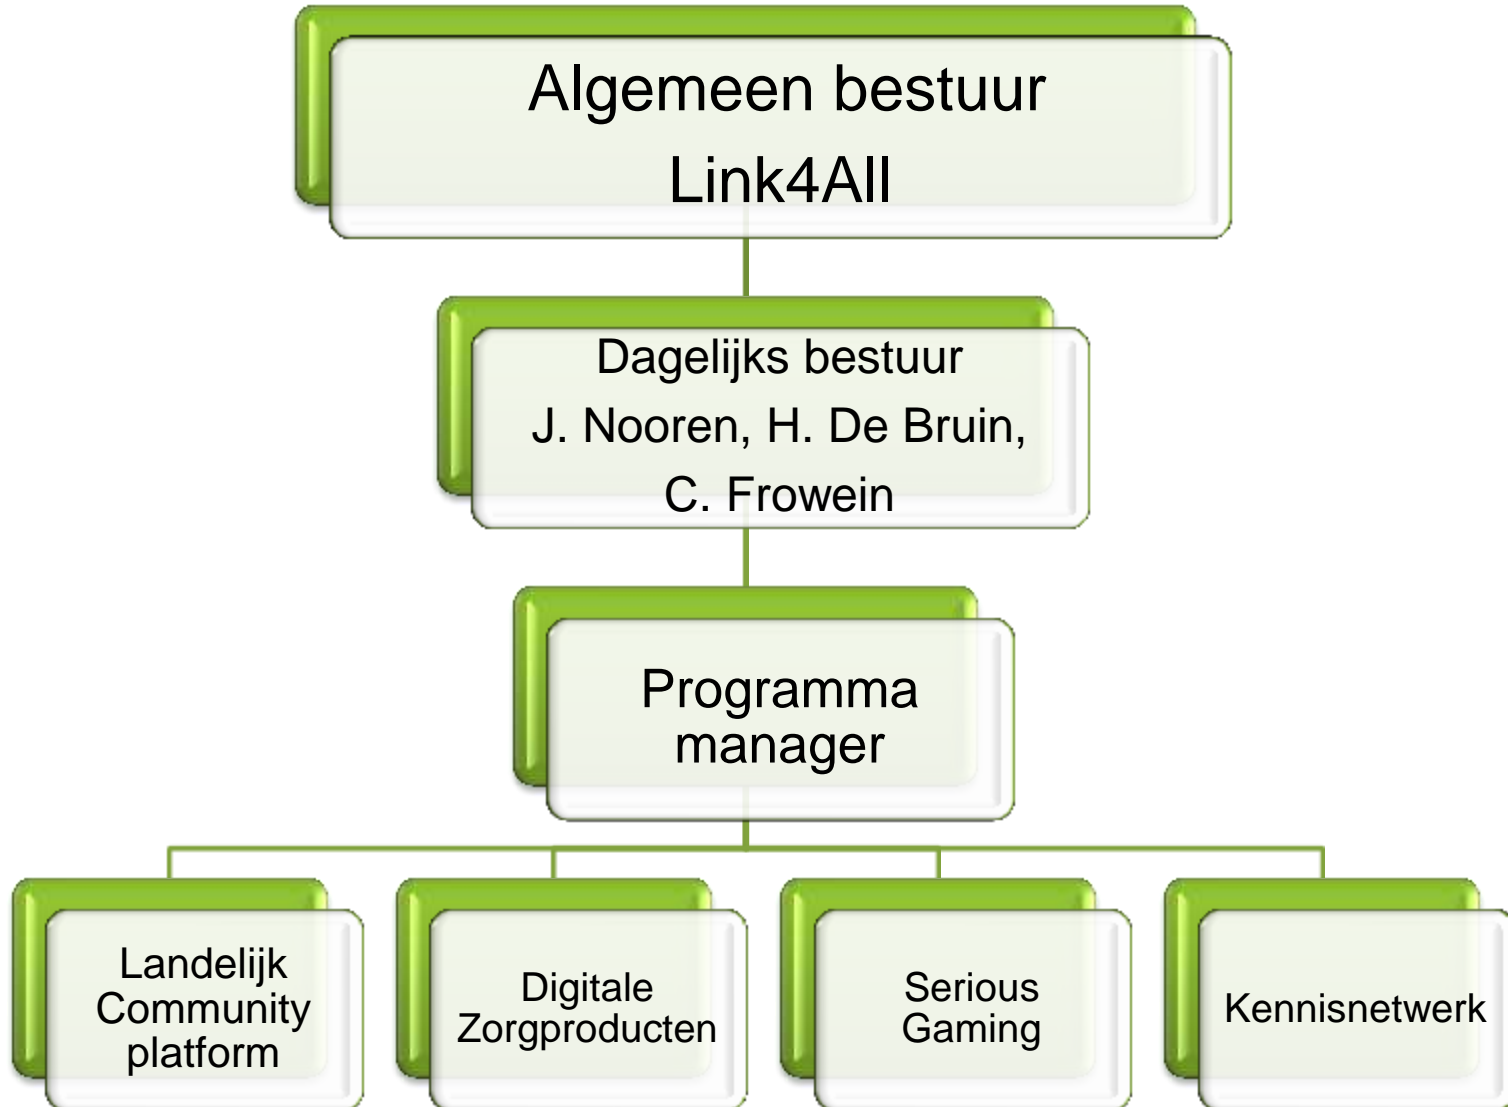 Algemeen bestuur
Link4All
Dagelijks bestuur
J. Nooren, H. De Bruin,
C. Frowein
Programma
manager
Landelijk
Community
platform
Digitale
Zorgproducten
Serious
Gaming
Kennisnetwerk